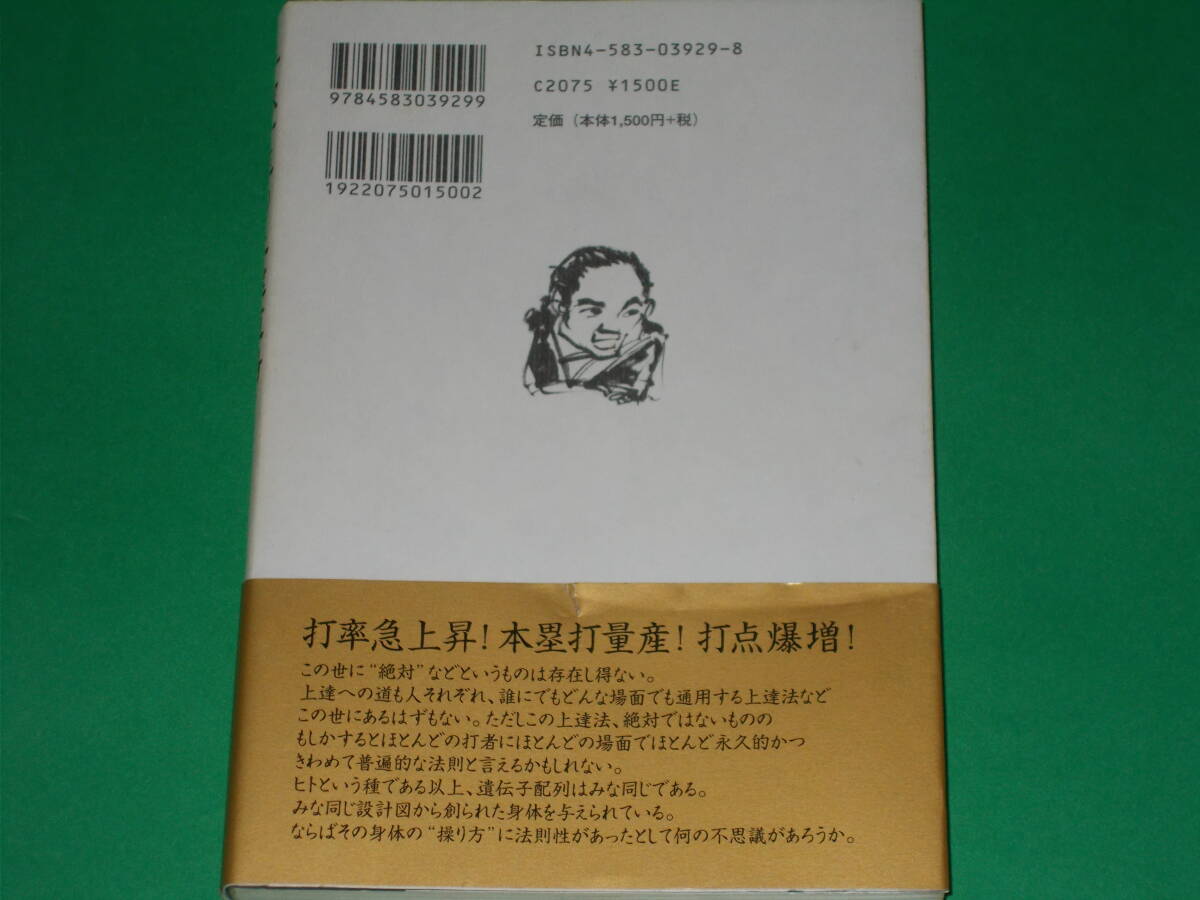 ISBN4-583-03929-8
C2075 ¥1500E
定価（本体1,500円+税）
9784583039299
1922075015002
打率急上昇！本塁打量産！打点爆増！
この世に“絶対”などというものは存在し得ない。
上達への道も人それぞれ、誰にでもどんな場面でも通用する上達法など
この世にあるはずもない。ただしこの上達法、絶対ではないものの
もしかするとほとんどの打者にほとんどの場面でほとんど永久的かつ
きわめて普遍的な法則と言えるかもしれない。
ヒトという種である以上、遺伝子配列はみな同じである。
みな同じ設計図から創られた身体を与えられている。
ならばその身体の“操り方”に法則性があったとして何の不思議があろうか。